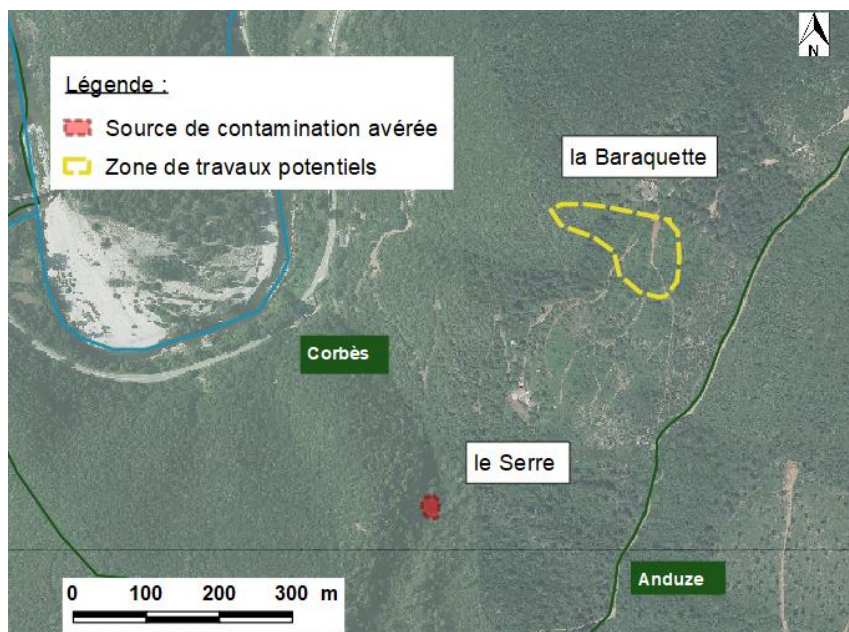 N
Légende :
Source de contamination avérée
Zone de travaux potentiels
la Baraquette
Corbès
le Serre
Anduze
0 100 200 300 m